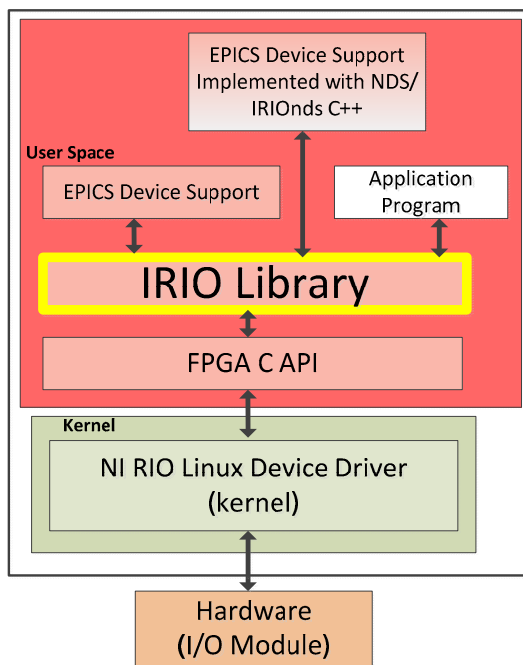 EPICS Device Support
Implemented with NDS/
IRIOnds C++
User Space
EPICS Device Support
Application
Program
IRIO Library
FPGA C API
Kernel
NI RIO Linux Device Driver
(kernel)
Hardware
(I/O Module)